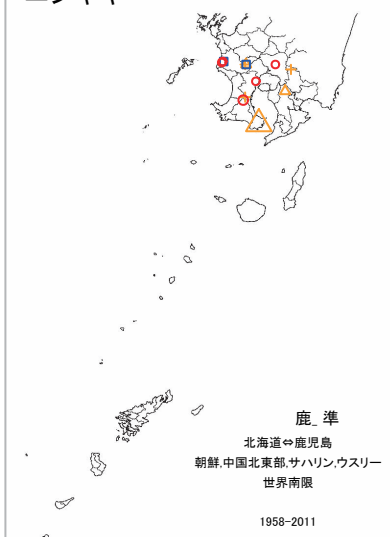 鹿_準
北海道⇔鹿児島
朝鮮,中国北東部,サハリン,ウスリー
世界南限
1958-2011